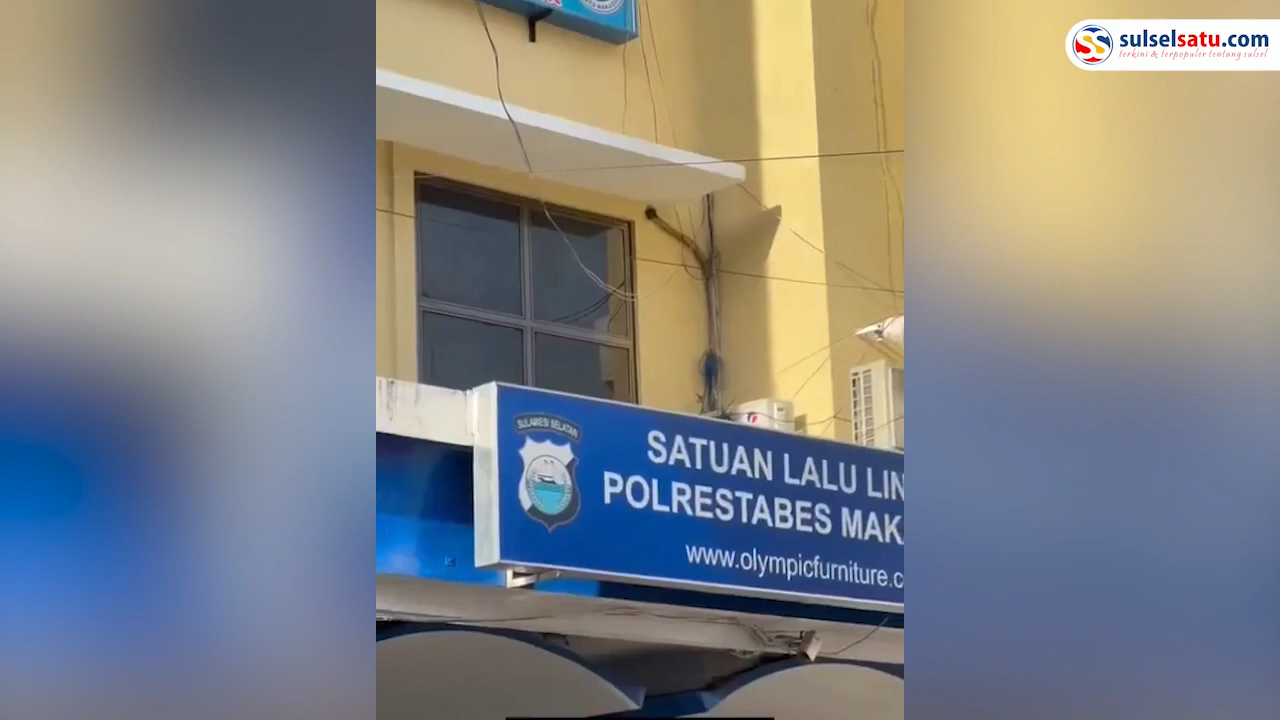 sulselsatu.com
terkini & terpopuler tentang sulsel
SULAWESI SELATAN
SATUAN LALU LIN
POLRESTABES MAK
www.olympicfurniture.c